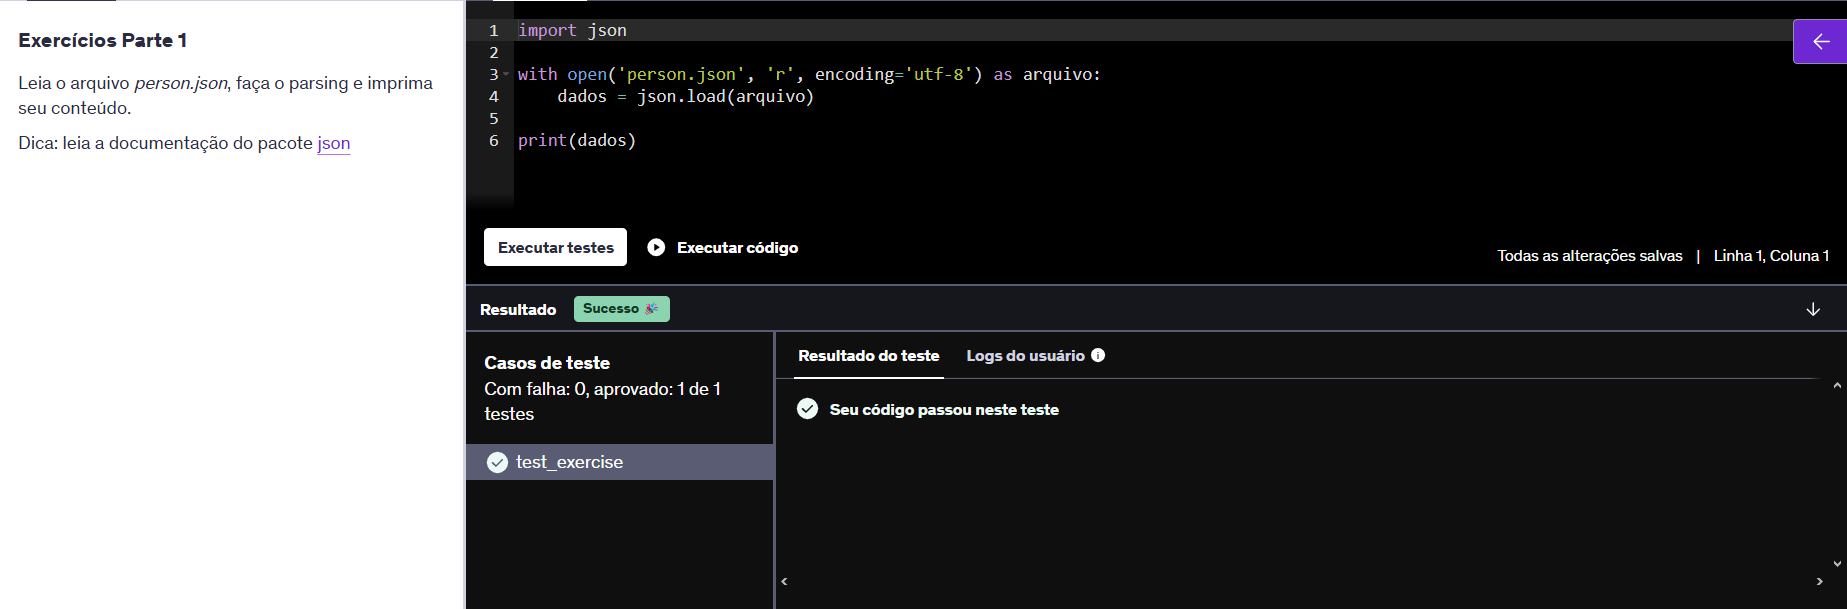 Exercícios Parte 1
Leia o arquivo person.json, faça o parsing e imprima
seu conteúdo.
Dica: leia a documentação do pacote json
1 import json
2
3 with open('person.json', 'r', encoding='utf-8') as arquivo:
4     dados = json.load(arquivo)
5
6 print(dados)
Executar testes
Executar código
Todas as alterações salvas | Linha 1, Coluna 1
Resultado
Sucesso 🎉
Casos de teste
Com falha: 0, aprovado: 1 de 1
testes
test_exercise
Resultado do teste
Logs do usuário
Seu código passou neste teste